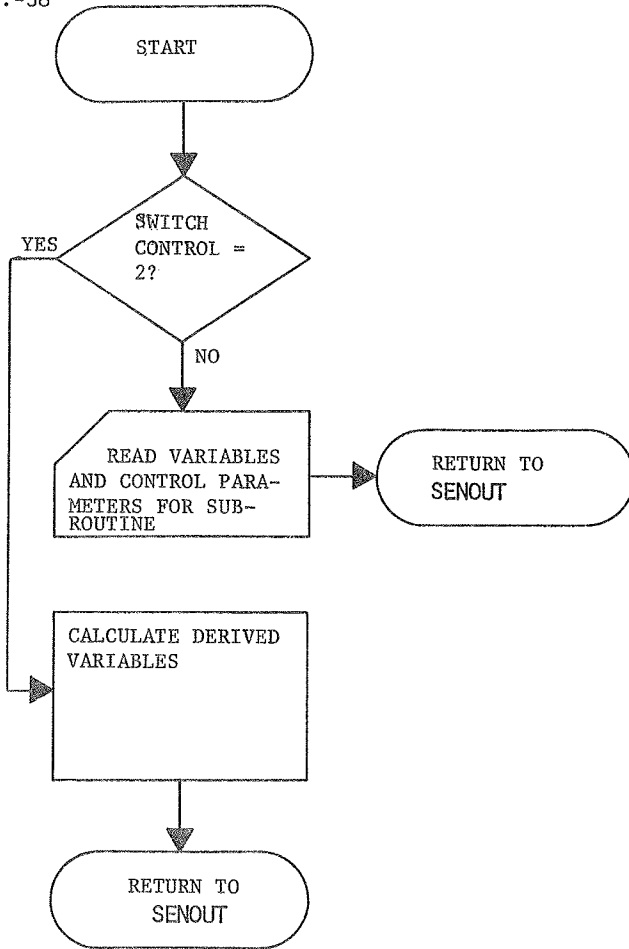 START
SWITCH
CONTROL =
2?
YES
NO
READ VARIABLES
AND CONTROL PARA-
METERS FOR SUB-
ROUTINE
RETURN TO
SENOUT
CALCULATE DERIVED
VARIABLES
RETURN TO
SENOUT